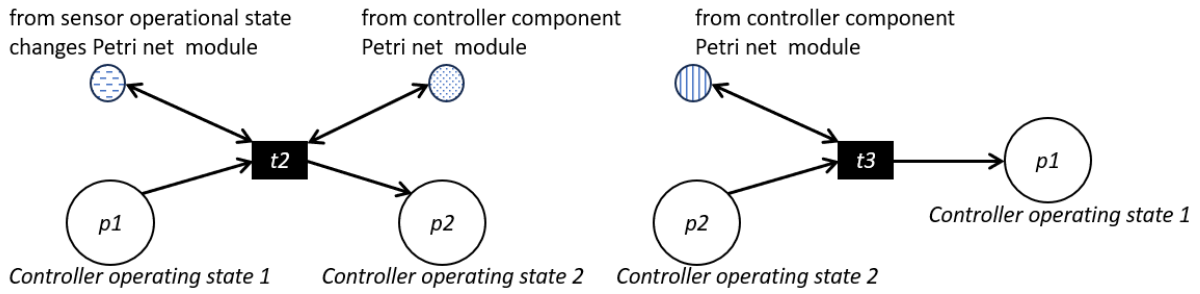 from sensor operational state
changes Petri net module
from controller component
Petri net module
from controller component
Petri net module
t2
t3
p1
p1
p2
p2
Controller operating state 1
Controller operating state 1
Controller operating state 2
Controller operating state 2